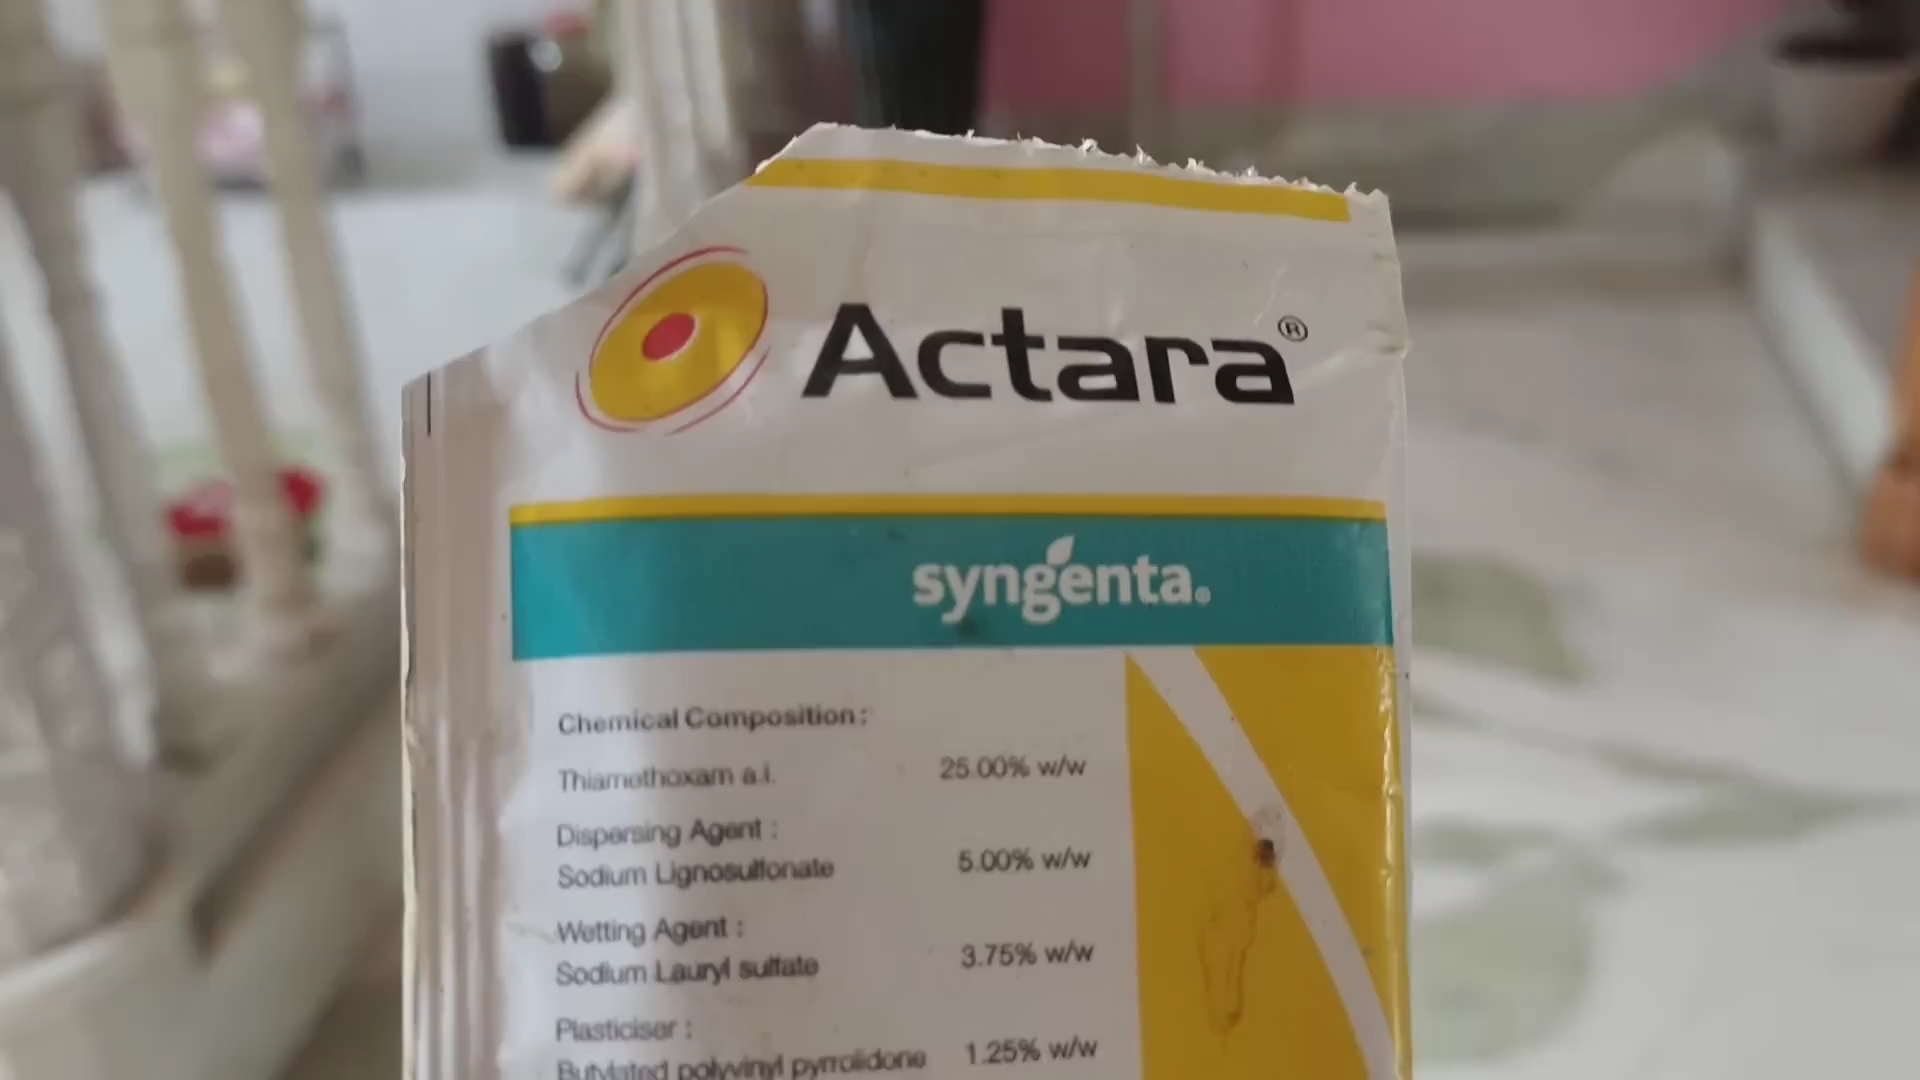 Actara®
syngenta.
Chemical Composition:
Thiamethoxam a.i. 25.00% w/w
Dispersing Agent :
Sodium Lignosulfonate 5.00% w/w
Wetting Agent :
Sodium Lauryl sulfate 3.75% w/w
Plasticiser :
Butylated polyvinyl pyrrolidone 1.25% w/w